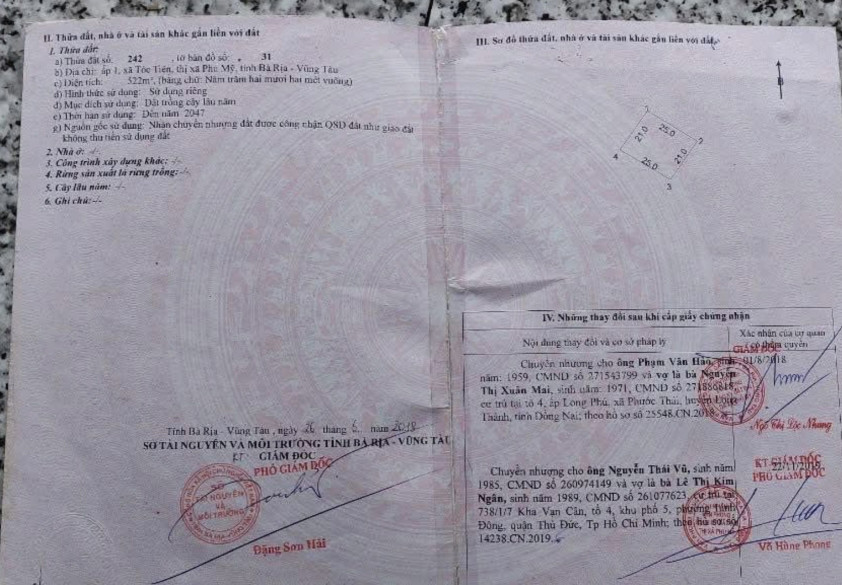 II. Thửa đất, nhà ở và tài sản khác gắn liền với đất
1. Thửa đất:
a) Thửa đất số: 242 , tờ bản đồ số: 31
b) Địa chỉ: ấp 1, xã Tóc Tiên, thị xã Phú Mỹ, tỉnh Bà Rịa - Vũng Tàu
c) Diện tích: 522m², (bằng chữ: Năm trăm hai mươi hai mét vuông)
d) Hình thức sử dụng: Sử dụng riêng
đ) Mục đích sử dụng: Đất trồng cây lâu năm
e) Thời hạn sử dụng: Đến năm 2047
g) Nguồn gốc sử dụng: Nhận chuyển nhượng đất được công nhận QSD đất như giao đất
không thu tiền sử dụng đất
2. Nhà ở: -/-
3. Công trình xây dựng khác: -/-
4. Rừng sản xuất là rừng trồng: -/-
5. Cây lâu năm: -/-
6. Ghi chú: -/-
Tỉnh Bà Rịa - Vũng Tàu , ngày 26 tháng 6 năm 2018
SỞ TÀI NGUYÊN VÀ MÔI TRƯỜNG TỈNH BÀ RỊA - VŨNG TÀU
KT GIÁM ĐỐC
PHÓ GIÁM ĐỐC
SỞ
TÀI NGUYÊN
VÀ
MÔI TRƯỜNG
Đặng Sơn Hải
III. Sơ đồ thửa đất, nhà ở và tài sản khác gắn liền với đất
1
25.0
21.0
2
4
25.0
21.0
3
IV. Những thay đổi sau khi cấp giấy chứng nhận
Nội dung thay đổi và cơ sở pháp lý
Xác nhận của cơ quan
có thẩm quyền
Chuyển nhượng cho ông Phạm Văn Hảo, sinh
năm: 1959, CMND số 271543799 và vợ là bà Nguyễn
Thị Xuân Mai, sinh năm: 1971, CMND số 271886818,
cư trú tại tổ 4, ấp Long Phú, xã Phước Thái, huyện Long
Thành, tỉnh Đồng Nai; theo hồ sơ số 25548.CN.2018
GIÁM ĐỐC
01/8/2018
Ngô Thị Lộc Nhung
Chuyển nhượng cho ông Nguyễn Thái Vũ, sinh năm
1985, CMND số 260974149 và vợ là bà Lê Thị Kim
Ngân, sinh năm 1989, CMND số 261077623, cư trú tại
738/1/7 Kha Vạn Cân, tổ 4, khu phố 5, phường Linh
Đông, quận Thủ Đức, Tp Hồ Chí Minh; theo hồ sơ số
14238.CN.2019
KT GIÁM ĐỐC
22/11/2019
PHÓ GIÁM ĐỐC
Võ Hùng Phong